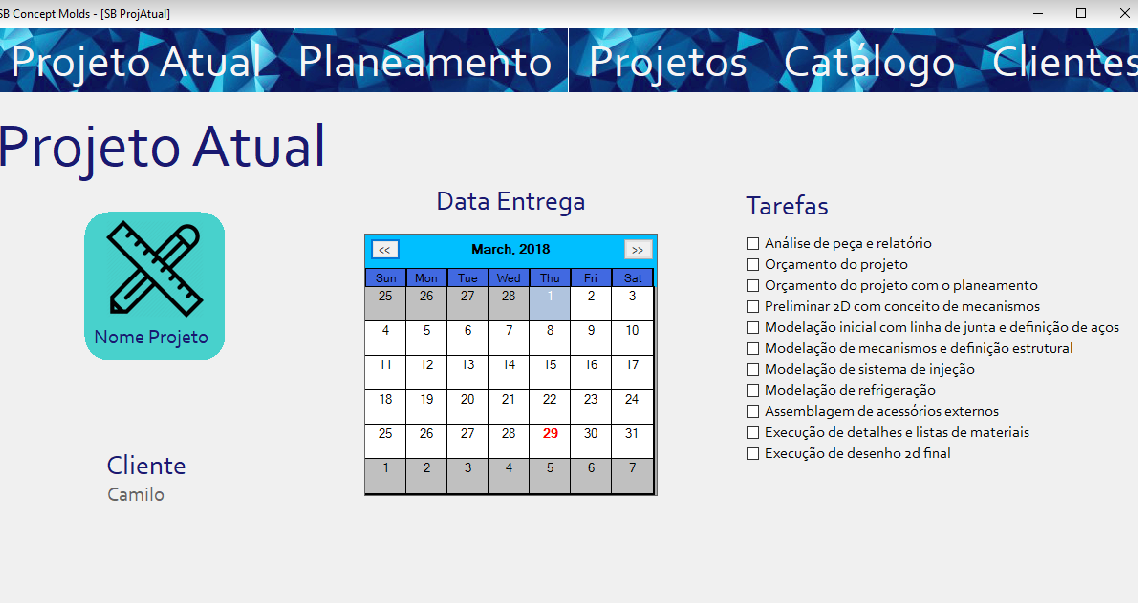 SB Concept Molds - [SB ProjAtual]
Projeto Atual Planeamento Projetos Catálogo Clientes
Projeto Atual
Nome Projeto
Cliente
Camilo
Data Entrega
<< March, 2018 >>
Sun Mon Tue Wed Thu Fri Sat
25 26 27 28 1 2 3
4 5 6 7 8 9 10
11 12 13 14 15 16 17
18 19 20 21 22 23 24
25 26 27 28 29 30 31
1 2 3 4 5 6 7
Tarefas
Análise de peça e relatório
Orçamento do projeto
Orçamento do projeto com o planeamento
Preliminar 2D com conceito de mecanismos
Modelação inicial com linha de junta e definição de aços
Modelação de mecanismos e definição estrutural
Modelação de sistema de injeção
Modelação de refrigeração
Assemblagem de acessórios externos
Execução de detalhes e listas de materiais
Execução de desenho 2d final